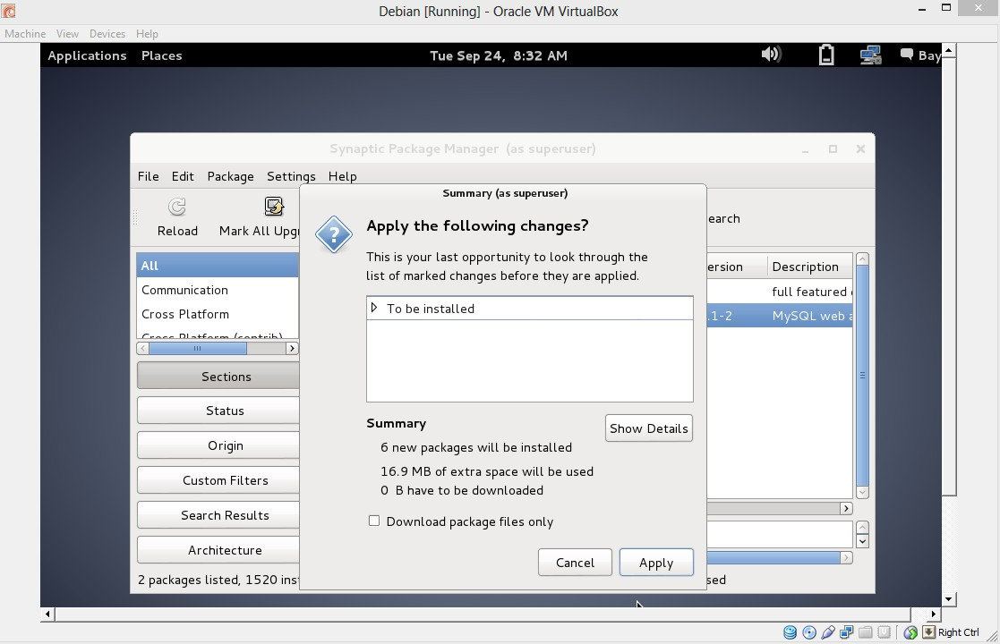 Debian [Running] - Oracle VM VirtualBox
Machine View Devices Help
Applications Places Tue Sep 24, 8:32 AM Bay
Synaptic Package Manager (as superuser)
File Edit Package Settings Help
Summary (as superuser)
Reload Mark All Upgr
earch
Apply the following changes?
This is your last opportunity to look through the
list of marked changes before they are applied.
To be installed
All
Communication
Cross Platform
Cross Platform (contrib)
ersion Description
full featured
.1-2 MySQL web a
Sections
Status
Origin
Custom Filters
Search Results
Architecture
Summary
Show Details
6 new packages will be installed
16.9 MB of extra space will be used
0 B have to be downloaded
Download package files only
Cancel Apply
2 packages listed, 1520 inst
sed
Right Ctrl